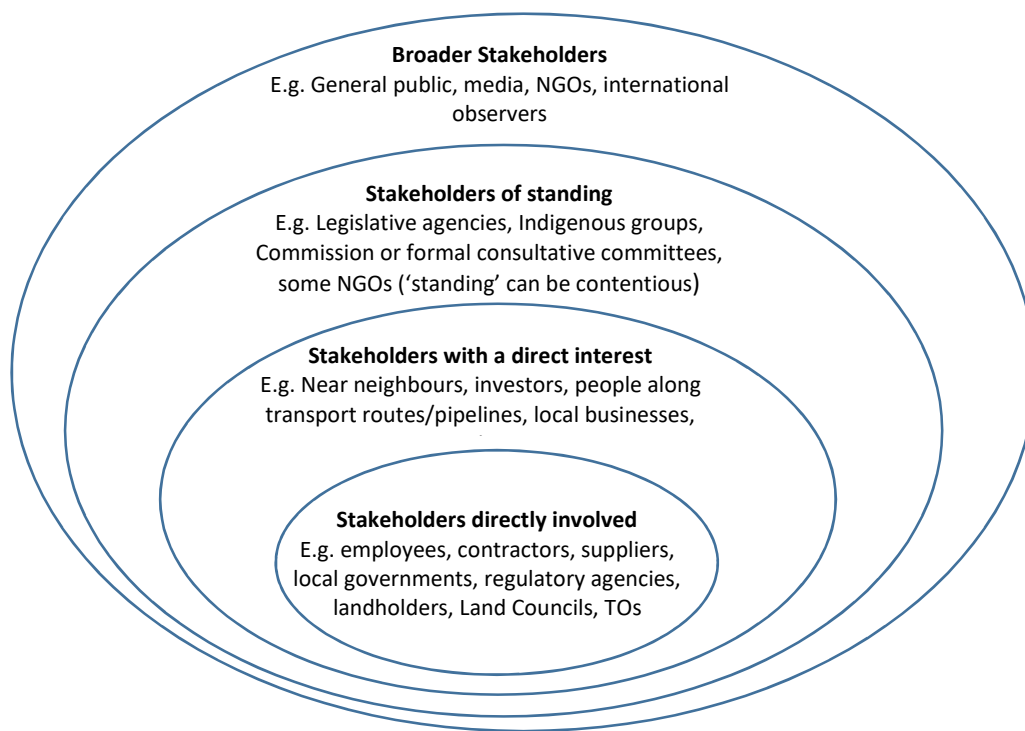 Broader Stakeholders
E.g. General public, media, NGOs, international
observers
Stakeholders of standing
E.g. Legislative agencies, Indigenous groups,
Commission or formal consultative committees,
some NGOs (‘standing’ can be contentious)
Stakeholders with a direct interest
E.g. Near neighbours, investors, people along
transport routes/pipelines, local businesses,
Stakeholders directly involved
E.g. employees, contractors, suppliers,
local governments, regulatory agencies,
landholders, Land Councils, TOs